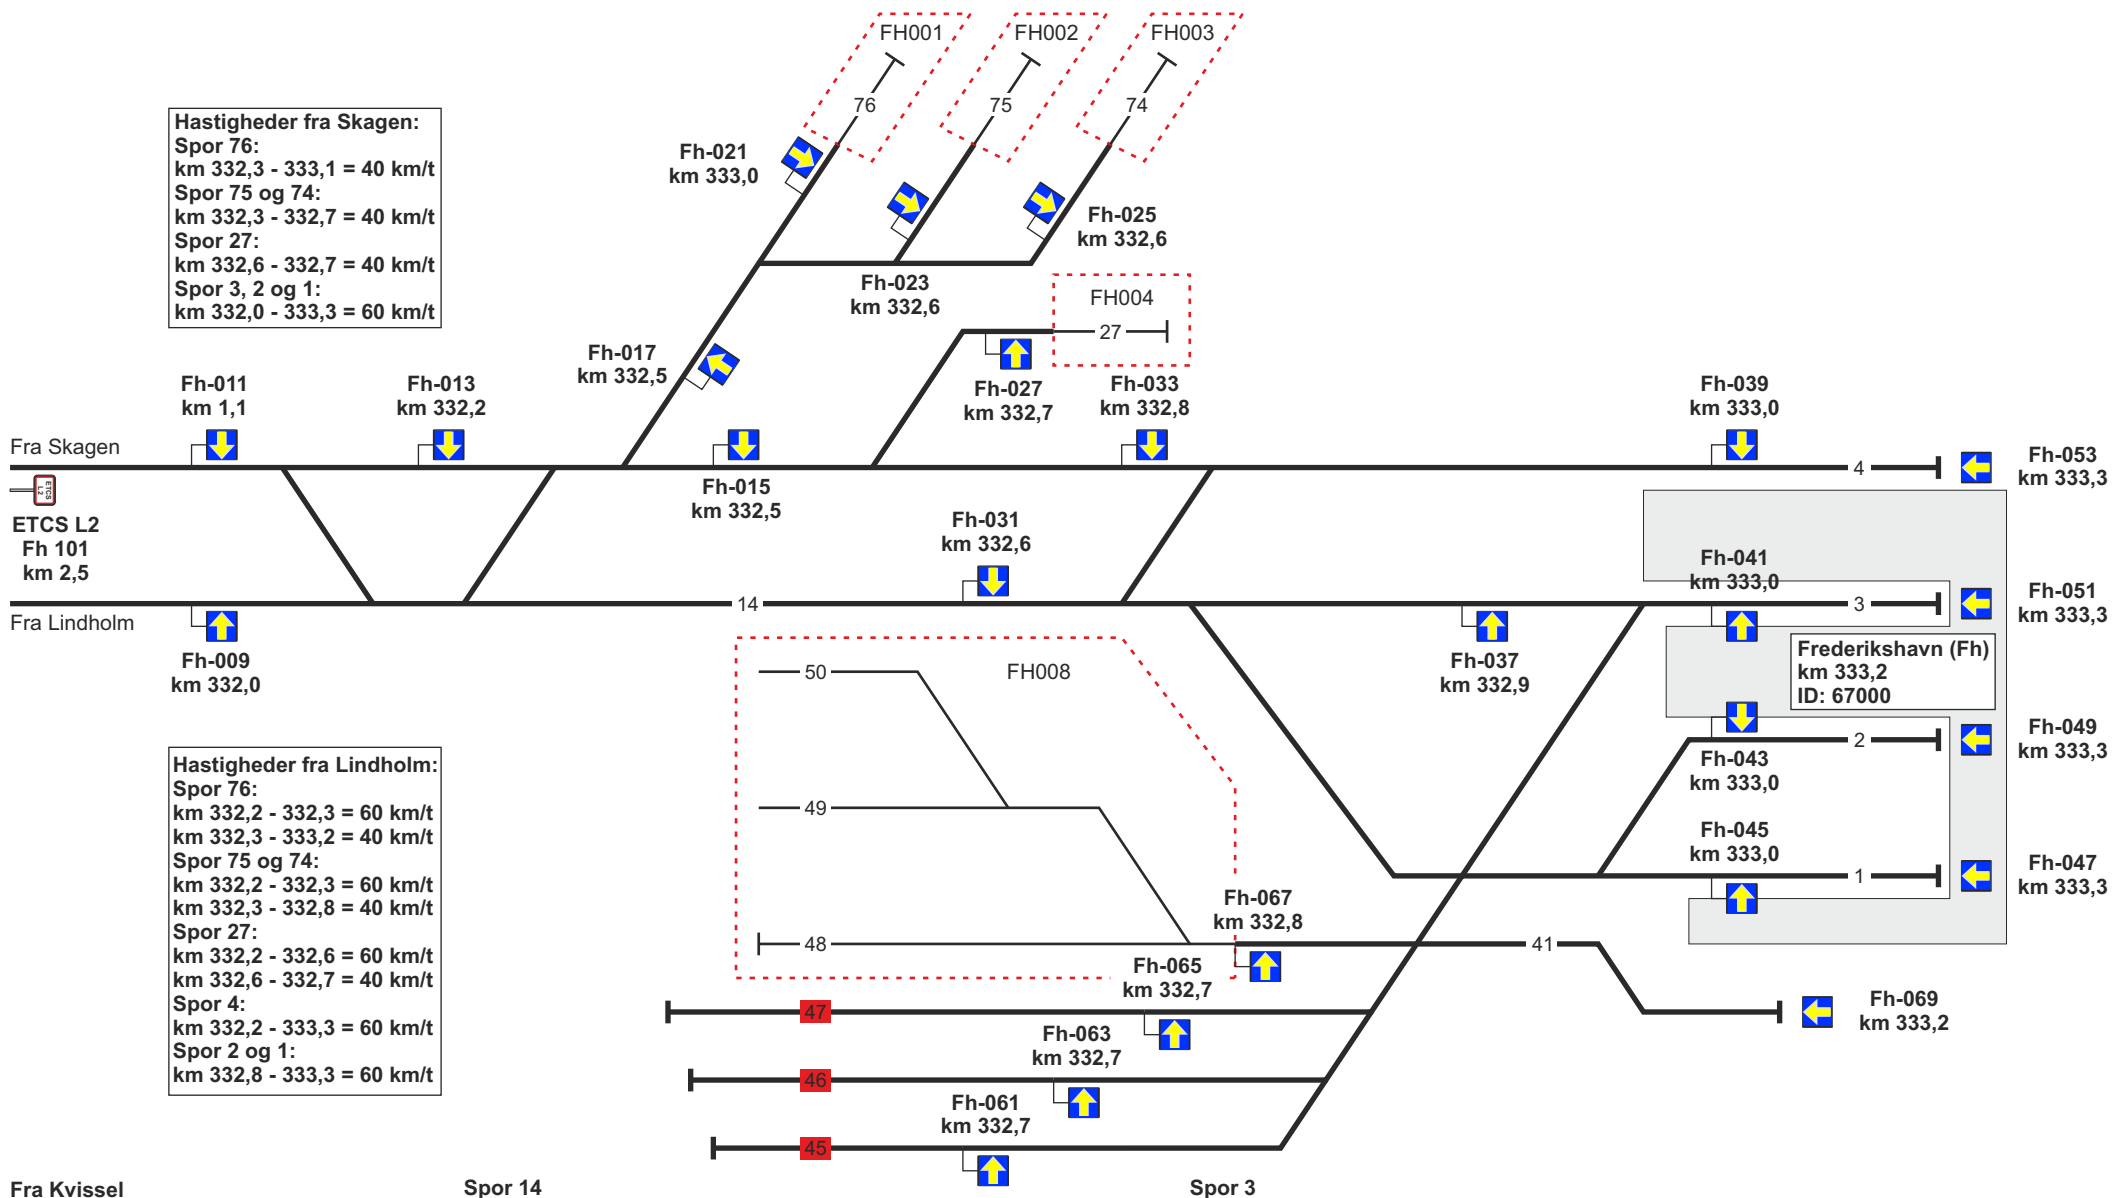 FH001
FH002
FH003
76
75
74
Hastigheder fra Skagen:
Spor 76:
km 332,3 - 333,1 = 40 km/t
Spor 75 og 74:
km 332,3 - 332,7 = 40 km/t
Spor 27:
km 332,6 - 332,7 = 40 km/t
Spor 3, 2 og 1:
km 332,0 - 333,3 = 60 km/t
Fh-021
km 333,0
Fh-025
km 332,6
Fh-023
km 332,6
FH004
27
Fh-017
km 332,5
Fh-027
km 332,7
Fh-011
km 1,1
Fh-013
km 332,2
Fh-033
km 332,8
Fh-039
km 333,0
Fra Skagen
4
Fh-053
km 333,3
ETCS
L2
ETCS L2
Fh 101
km 2,5
Fh-015
km 332,5
Fh-031
km 332,6
Fh-041
km 333,0
14
3
Fh-051
km 333,3
Fra Lindholm
Fh-009
km 332,0
Fh-037
km 332,9
Frederikshavn (Fh)
km 333,2
ID: 67000
50
FH008
2
Fh-049
km 333,3
Fh-043
km 333,0
Hastigheder fra Lindholm:
Spor 76:
km 332,2 - 332,3 = 60 km/t
km 332,3 - 333,2 = 40 km/t
Spor 75 og 74:
km 332,2 - 332,3 = 60 km/t
km 332,3 - 332,8 = 40 km/t
Spor 27:
km 332,2 - 332,6 = 60 km/t
km 332,6 - 332,7 = 40 km/t
Spor 4:
km 332,2 - 333,3 = 60 km/t
Spor 2 og 1:
km 332,8 - 333,3 = 60 km/t
49
Fh-045
km 333,0
1
Fh-047
km 333,3
Fh-067
km 332,8
48
41
Fh-065
km 332,7
47
Fh-069
km 333,2
Fh-063
km 332,7
46
Fh-061
km 332,7
45
Fra Kvissel
Spor 14
Spor 3